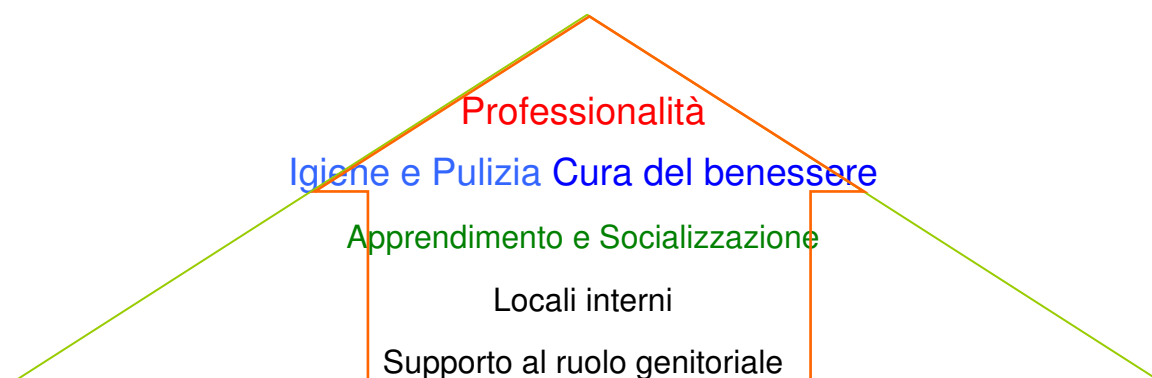 Professionalità
Igiene e Pulizia Cura del benessere
Apprendimento e Socializzazione
Locali interni
Supporto al ruolo genitoriale